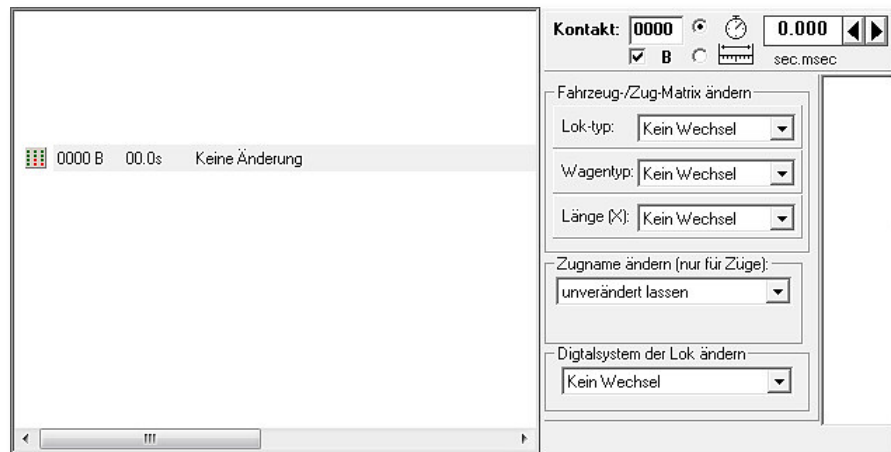 0000 B 00.0s Keine Änderung
Kontakt: 0000 0.000
B sec.msec
Fahrzeug-/Zug-Matrix ändern
Lok-typ: Kein Wechsel
Wagentyp: Kein Wechsel
Länge (X): Kein Wechsel
Zugname ändern (nur für Züge):
unverändert lassen
Digtalsystem der Lok ändern
Kein Wechsel